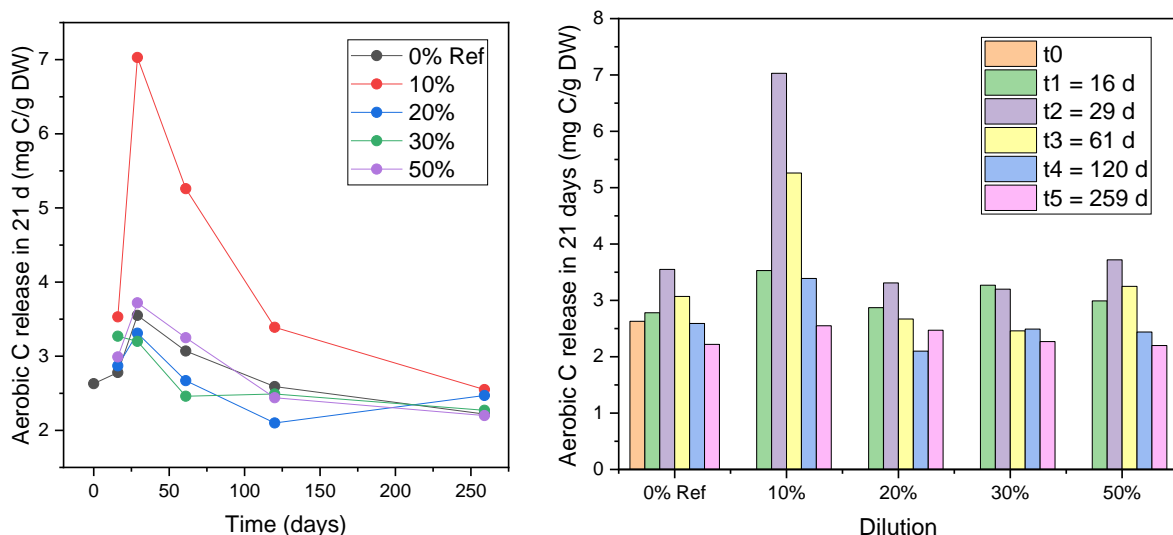 Aerobic C release in 21 d (mg C/g DW)
7
6
5
4
3
2
0% Ref
10%
20%
30%
50%
0 50 100 150 200 250
Time (days)
Aerobic C release in 21 days (mg C/g DW)
8
7
6
5
4
3
2
1
0
t0
t1 = 16 d
t2 = 29 d
t3 = 61 d
t4 = 120 d
t5 = 259 d
0% Ref 10% 20% 30% 50%
Dilution